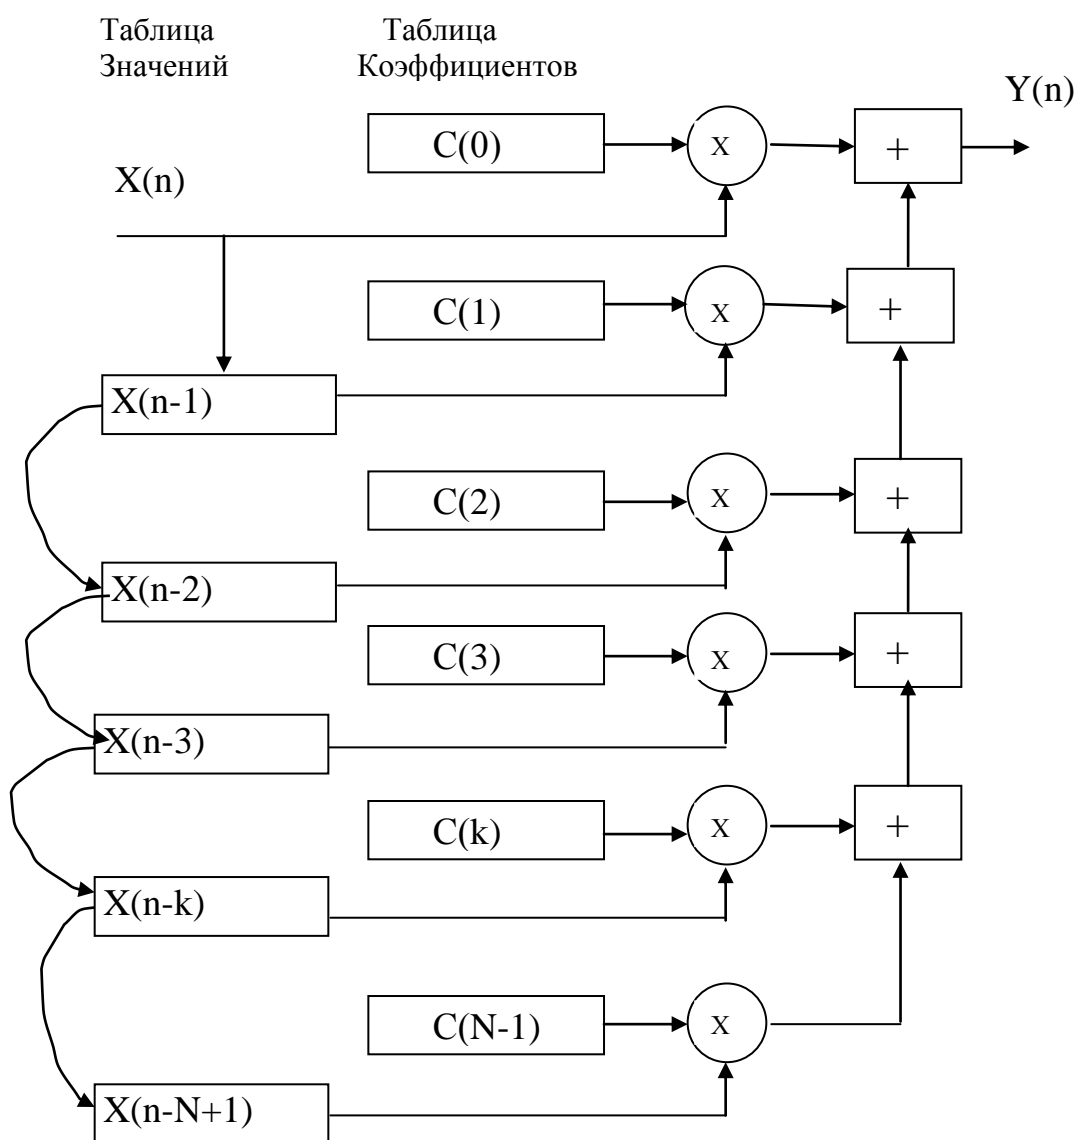 Таблица
Значений
Таблица
Коэффициентов
Y(n)
C(0)
X
+
X(n)
C(1)
X
+
X(n-1)
C(2)
X
+
X(n-2)
C(3)
X
+
X(n-3)
C(k)
X
+
X(n-k)
C(N-1)
X
X(n-N+1)